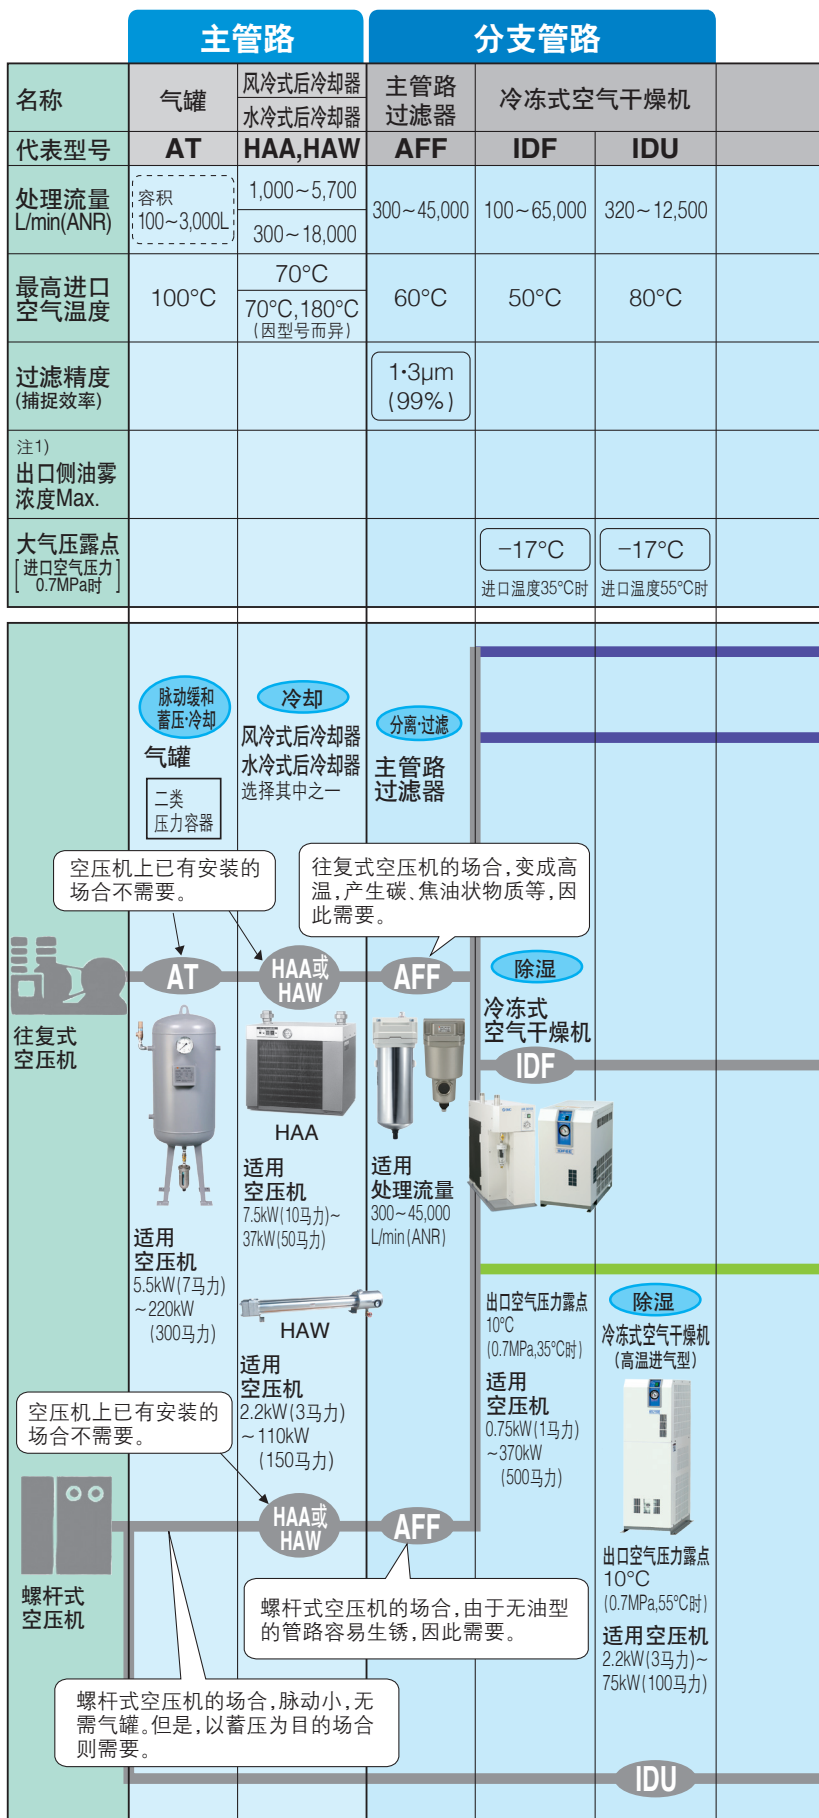 主管路
分支管路
名称
气罐
风冷式后冷却器
水冷式后冷却器
主管路
过滤器
冷冻式空气干燥机
代表型号
AT
HAA,HAW
AFF
IDF
IDU
处理流量
L/min(ANR)
容积
100~3,000L
1,000~5,700
300~18,000
300~45,000
100~65,000
320~12,500
最高进口
空气温度
100°C
70°C
70°C,180°C
(因型号而异)
60°C
50°C
80°C
过滤精度
(捕捉效率)
1·3μm
(99%)
注1)
出口侧油雾
浓度Max.
大气压露点
[进口空气压力
0.7MPa时]
-17°C
进口温度35°C时
-17°C
进口温度55°C时
脉动缓和
蓄压·冷却
气罐
二类
压力容器
冷却
风冷式后冷却器
水冷式后冷却器
选择其中之一
分离·过滤
主管路
过滤器
空压机上已有安装的
场合不需要。
往复式空压机的场合,变成高
温,产生碳、焦油状物质等,因
此需要。
往复式
空压机
AT
HAA或
HAW
AFF
除湿
冷冻式
空气干燥机
IDF
HAA
适用
空压机
7.5kW(10马力)~
37kW(50马力)
适用
处理流量
300~45,000
L/min(ANR)
适用
空压机
5.5kW(7马力)
~220kW
(300马力)
HAW
适用
空压机
2.2kW(3马力)
~110kW
(150马力)
出口空气压力露点
10°C
(0.7MPa,35°C时)
适用
空压机
0.75kW(1马力)
~370kW
(500马力)
除湿
冷冻式空气干燥机
(高温进气型)
出口空气压力露点
10°C
(0.7MPa,55°C时)
适用空压机
2.2kW(3马力)~
75kW(100马力)
空压机上已有安装的
场合不需要。
螺杆式
空压机
HAA或
HAW
AFF
螺杆式空压机的场合,由于无油型
的管路容易生锈,因此需要。
螺杆式空压机的场合,脉动小,无
需气罐。但是,以蓄压为目的场合
则需要。
IDU